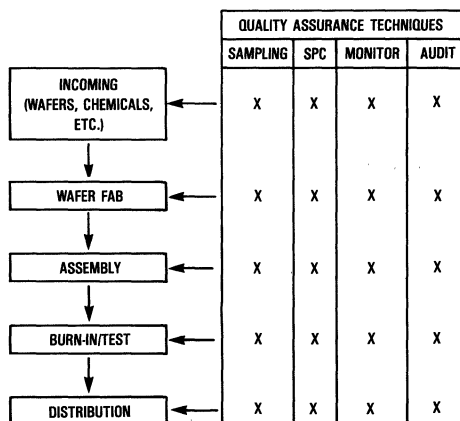 QUALITY ASSURANCE TECHNIQUES
SAMPLING SPC MONITOR AUDIT
INCOMING
(WAFERS, CHEMICALS,
ETC.)
X X X X
WAFER FAB X X X X
ASSEMBLY X X X X
BURN-IN/TEST X X X X
DISTRIBUTION X X X X